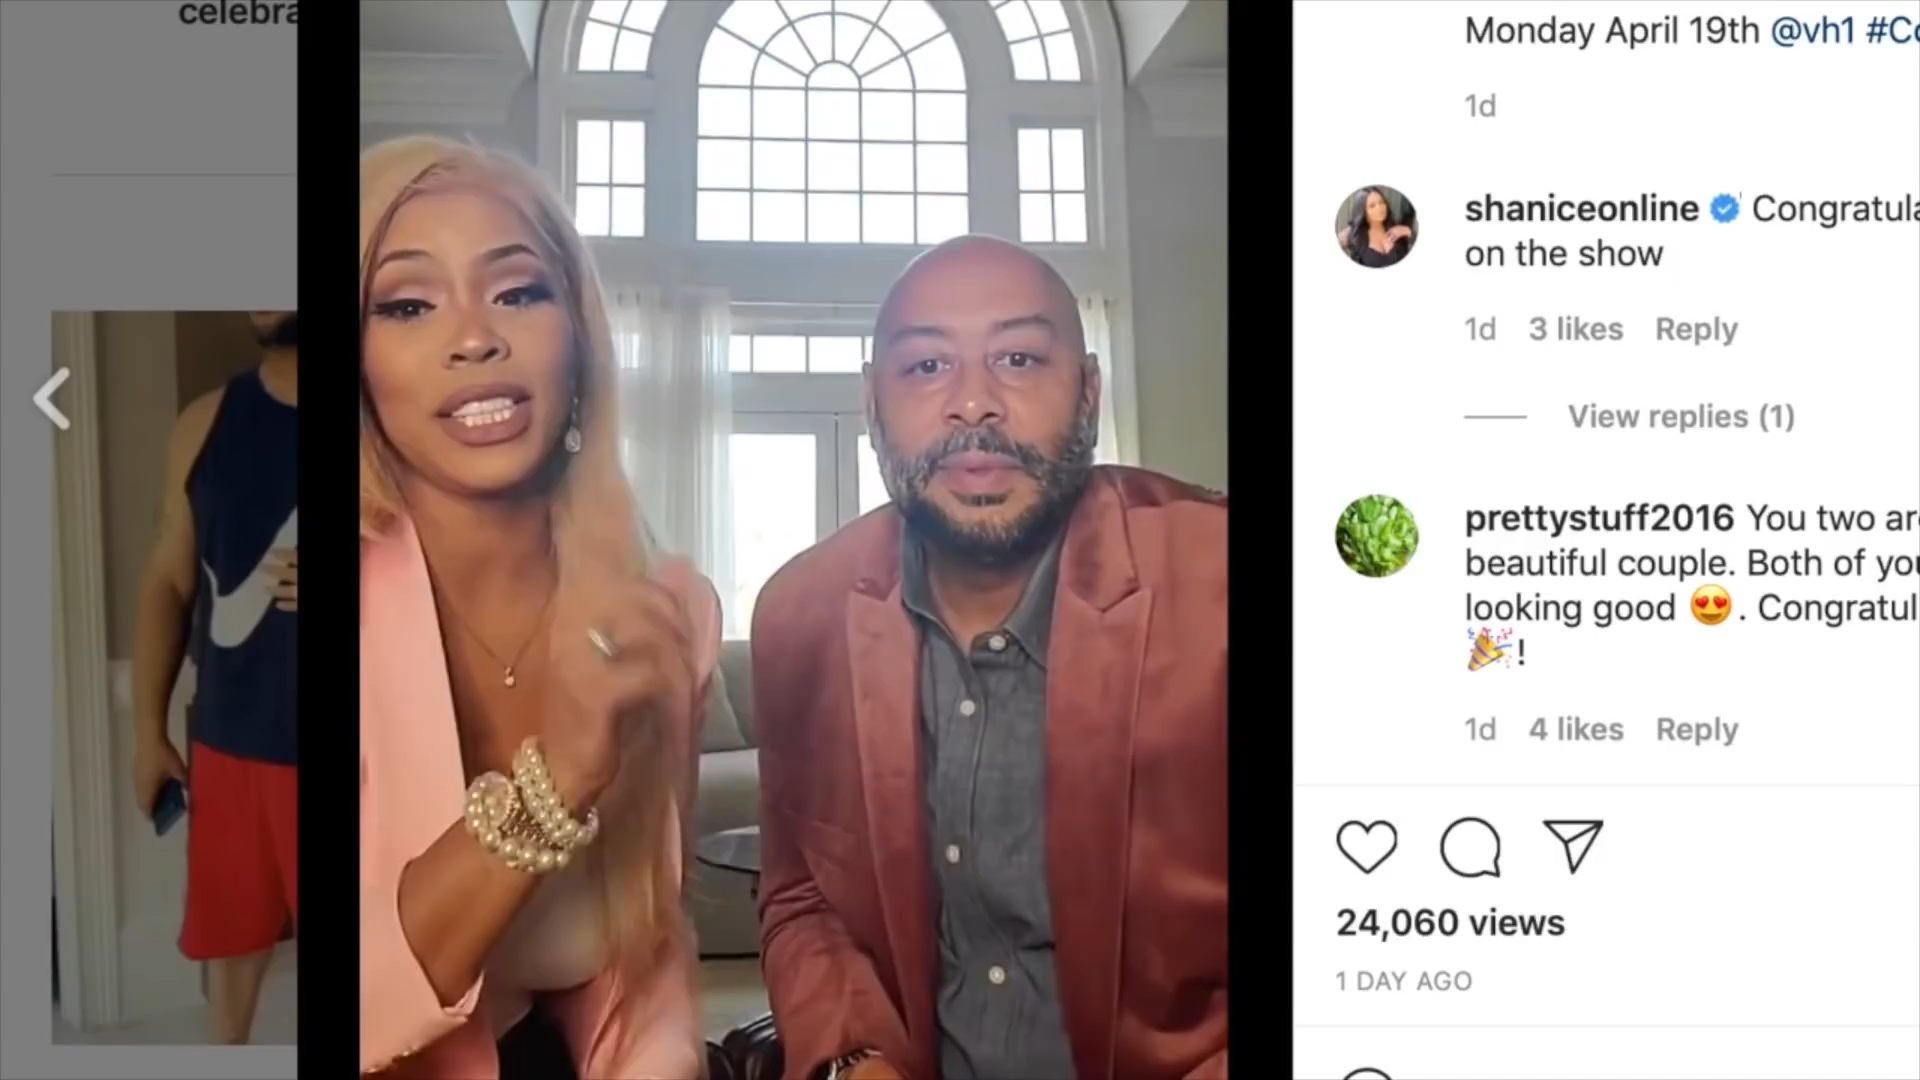 celebra
Monday April 19th @vh1 #Co
1d
shaniceonline Congratula
on the show
1d 3 likes Reply
View replies (1)
prettystuff2016 You two ar
beautiful couple. Both of you
looking good 😍. Congratul
🎉!
1d 4 likes Reply
24,060 views
1 DAY AGO